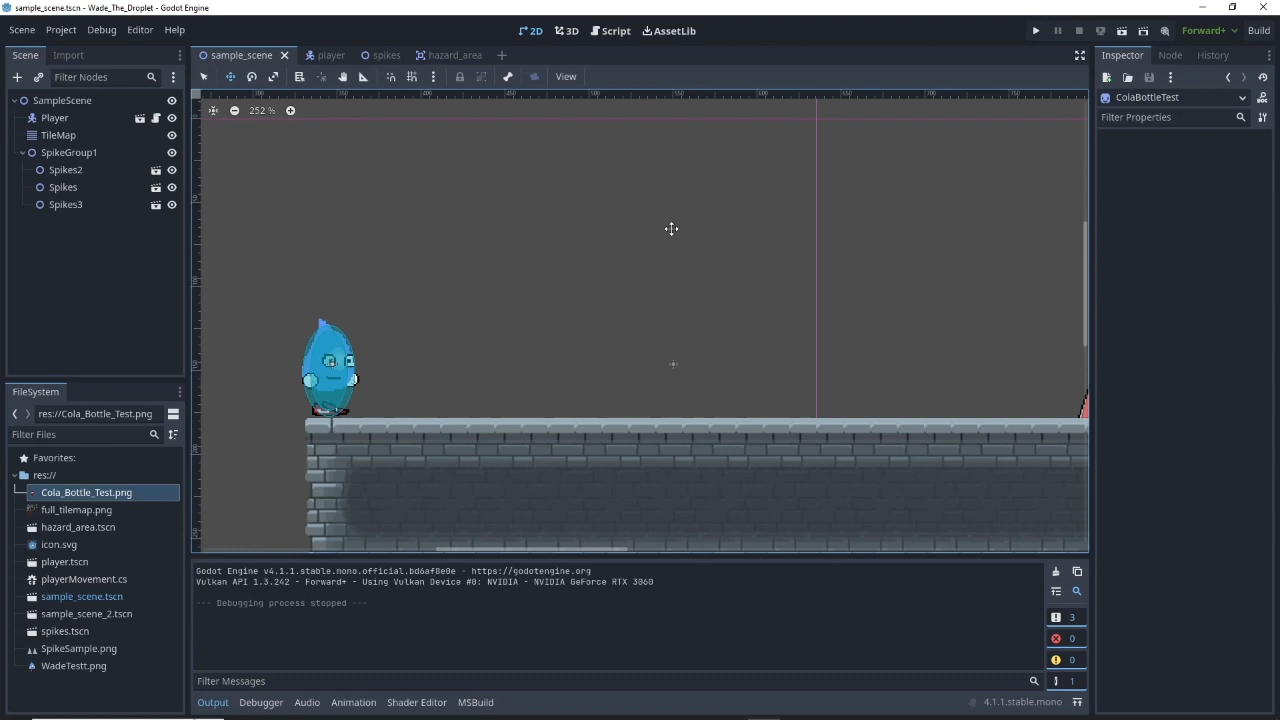 sample_scene.tscn - Wade_The_Droplet - Godot Engine
Scene Project Debug Editor Help
2D 3D Script AssetLib
Forward+ Build
Scene Import
sample_scene player spikes hazard_area
Inspector Node History
Filter Nodes
View
SampleScene
Player
TileMap
SpikeGroup1
Spikes2
Spikes
Spikes3
252 %
ColaBottleTest
Filter Properties
FileSystem
res://Cola_Bottle_Test.png
Filter Files
Favorites:
res://
Cola_Bottle_Test.png
full_tilemap.png
hazard_area.tscn
icon.svg
player.tscn
playerMovement.cs
sample_scene.tscn
sample_scene_2.tscn
spikes.tscn
SpikeSample.png
WadeTestt.png
Godot Engine v4.1.1.stable.mono.official.bd6af8e0e - https://godotengine.org
Vulkan API 1.3.242 - Forward+ - Using Vulkan Device #0: NVIDIA - NVIDIA GeForce RTX 3060
--- Debugging process stopped ---
3
0
0
1
Filter Messages
Output Debugger Audio Animation Shader Editor MSBuild
4.1.1.stable.mono